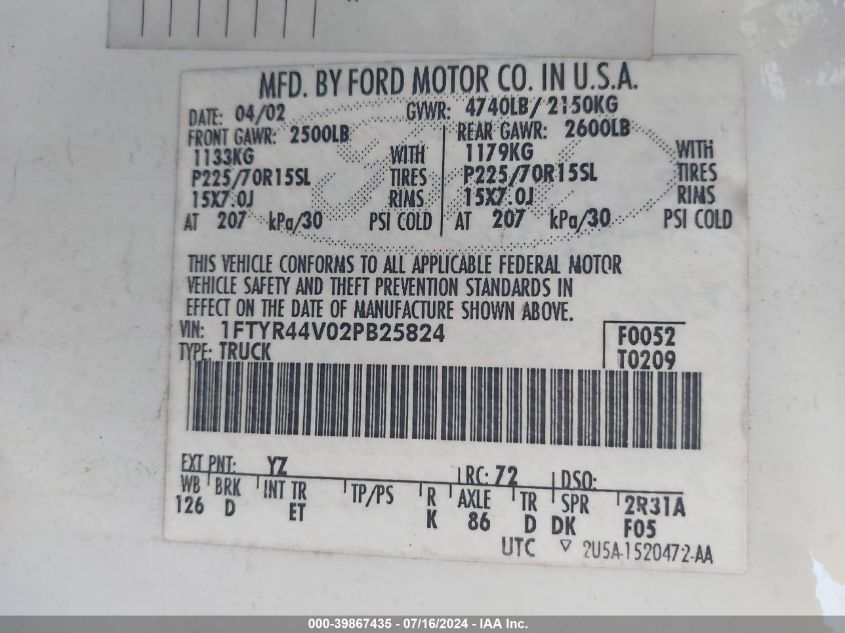 MFD. BY FORD MOTOR CO. IN U.S.A.
DATE: 04/02 GVWR: 4740LB/ 2150KG
FRONT GAWR: 2500LB REAR GAWR: 2600LB
1133KG WITH 1179KG WITH
P225/70R15SL TIRES P225/70R15SL TIRES
15X7.0J RIMS 15X7.0J RIMS
AT 207 kPa/30 PSI COLD AT 207 kPa/30 PSI COLD
THIS VEHICLE CONFORMS TO ALL APPLICABLE FEDERAL MOTOR
VEHICLE SAFETY AND THEFT PREVENTION STANDARDS IN
EFFECT ON THE DATE OF MANUFACTURE SHOWN ABOVE.
VIN: 1FTYR44V02PB25824 F0052
TYPE: TRUCK T0209
EXT PNT: YZ RC: 72 DSO:
WB BRK INT TR TP/PS R AXLE TR SPR 2R31A
126 D ET K 86 D DK F05
UTC ▽ 2U5A-1520472-AA
000-39867435 - 07/16/2024 - IAA Inc.